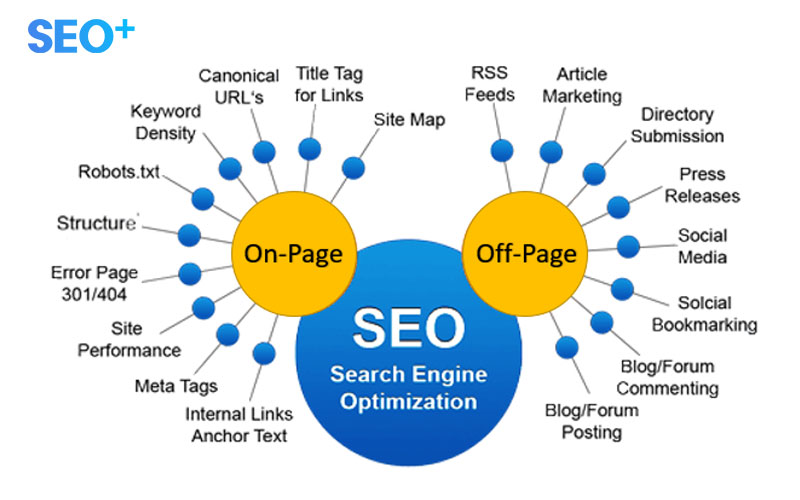 SEO+
Canonical
URL's
Title Tag
for Links
Site Map
Keyword
Density
Robots.txt
Structure
Error Page
301/404
Site
Performance
Meta Tags
Internal Links
Anchor Text
On-Page
SEO
Search Engine
Optimization
Off-Page
RSS
Feeds
Article
Marketing
Directory
Submission
Press
Releases
Social
Media
Solcial
Bookmarking
Blog/Forum
Commenting
Blog/Forum
Posting